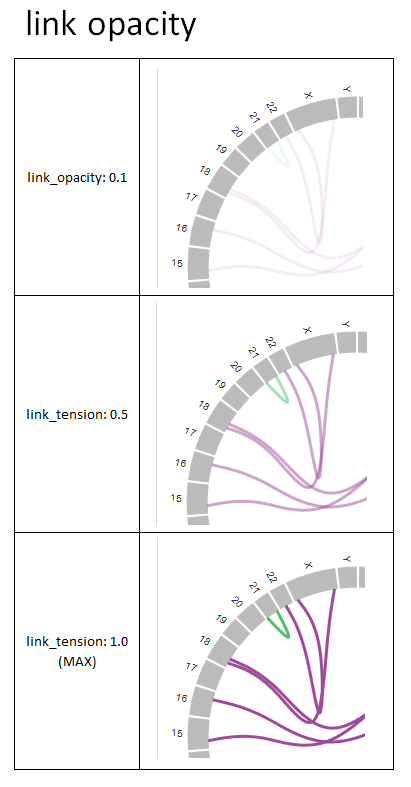 link opacity
link_opacity: 0.1
15
16
17
18
19
20
21
22
X
Y
link_tension: 0.5
15
16
17
18
19
20
21
22
X
Y
link_tension: 1.0
(MAX)
15
16
17
18
19
20
21
22
X
Y